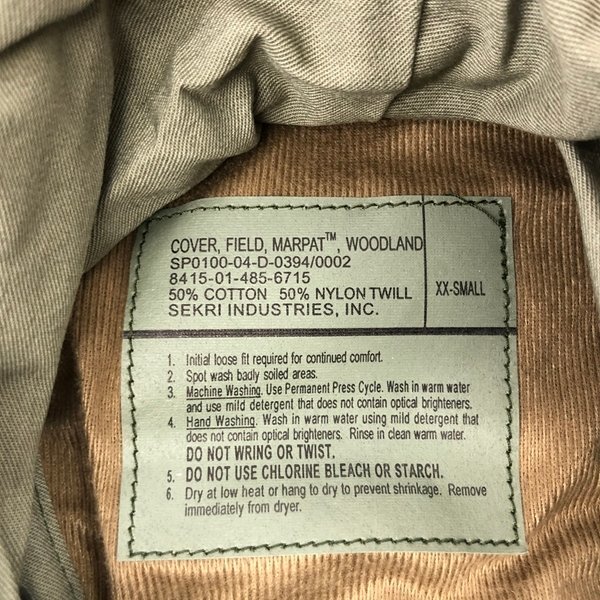 COVER, FIELD, MARPAT™, WOODLAND
SP0100-04-D-0394/0002
8415-01-485-6715
50% COTTON 50% NYLON TWILL
SEKRI INDUSTRIES, INC.
XX-SMALL
1. Initial loose fit required for continued comfort.
2. Spot wash badly soiled areas.
3. Machine Washing. Use Permanent Press Cycle. Wash in warm water
and use mild detergent that does not contain optical brighteners.
4. Hand Washing. Wash in warm water using mild detergent that
does not contain optical brighteners. Rinse in clean warm water.
DO NOT WRING OR TWIST.
5. DO NOT USE CHLORINE BLEACH OR STARCH.
6. Dry at low heat or hang to dry to prevent shrinkage. Remove
immediately from dryer.